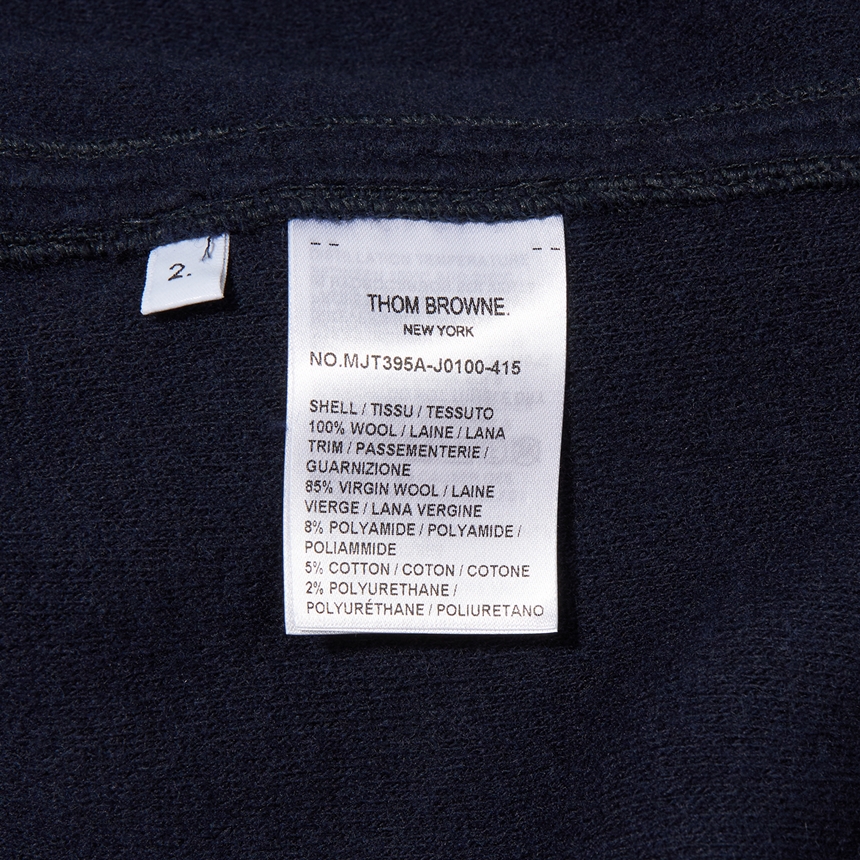 2.
THOM BROWNE.
NEW YORK
NO.MJT395A-J0100-415
SHELL / TISSU / TESSUTO
100% WOOL / LAINE / LANA
TRIM / PASSEMENTERIE /
GUARNIZIONE
85% VIRGIN WOOL / LAINE
VIERGE / LANA VERGINE
8% POLYAMIDE / POLYAMIDE /
POLIAMMIDE
5% COTTON / COTON / COTONE
2% POLYURETHANE /
POLYURÉTHANE / POLIURETANO